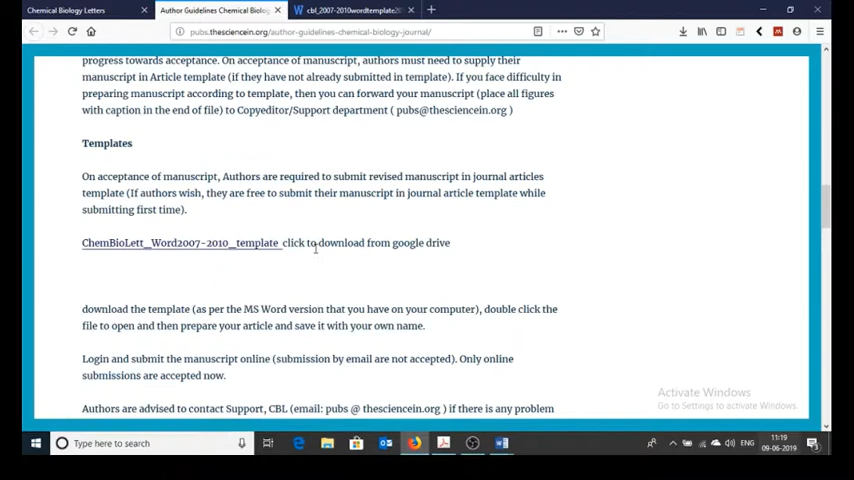 Chemical Biology Letters
Author Guidelines Chemical Biolog
cbl_2007-2010wordtemplate20
pubs.thesciencein.org/author-guidelines-chemical-biology-journal/
progress towards acceptance. On acceptance of manuscript, authors must need to supply their
manuscript in Article template (if they have not already submitted in template). If you face difficulty in
preparing manuscript according to template, then you can forward your manuscript (place all figures
with caption in the end of file) to Copyeditor/Support department ( pubs@thesciencein.org )
Templates
On acceptance of manuscript, Authors are required to submit revised manuscript in journal articles
template (If authors wish, they are free to submit their manuscript in journal article template while
submitting first time).
ChemBioLett_Word2007-2010_template click to download from google drive
download the template (as per the MS Word version that you have on your computer), double click the
file to open and then prepare your article and save it with your own name.
Login and submit the manuscript online (submission by email are not accepted). Only online
submissions are accepted now.
Activate Windows
Go to Settings to activate Windows.
Authors are advised to contact Support, CBL (email: pubs @ thesciencein.org ) if there is any problem
Type here to search
ENG
11:19
09-06-2019